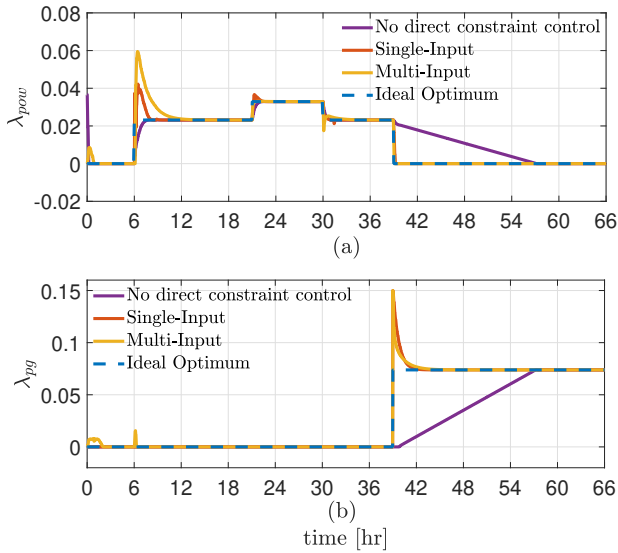 0.08
0.06
0.04
0.02
0
-0.02
λpow
No direct constraint control
Single-Input
Multi-Input
Ideal Optimum
0 6 12 18 24 30 36 42 48 54 60 66
(a)
0.15
0.1
0.05
0
λpg
No direct constraint control
Single-Input
Multi-Input
Ideal Optimum
0 6 12 18 24 30 36 42 48 54 60 66
(b)
time [hr]